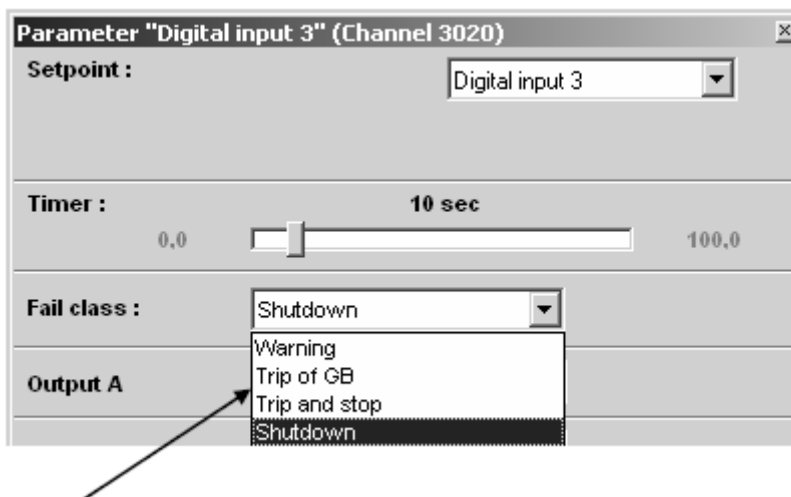 Parameter "Digital input 3" (Channel 3020)
Setpoint :
Digital input 3
Timer :
10 sec
0,0
100,0
Fail class :
Shutdown
Warning
Trip of GB
Output A
Trip and stop
Shutdown